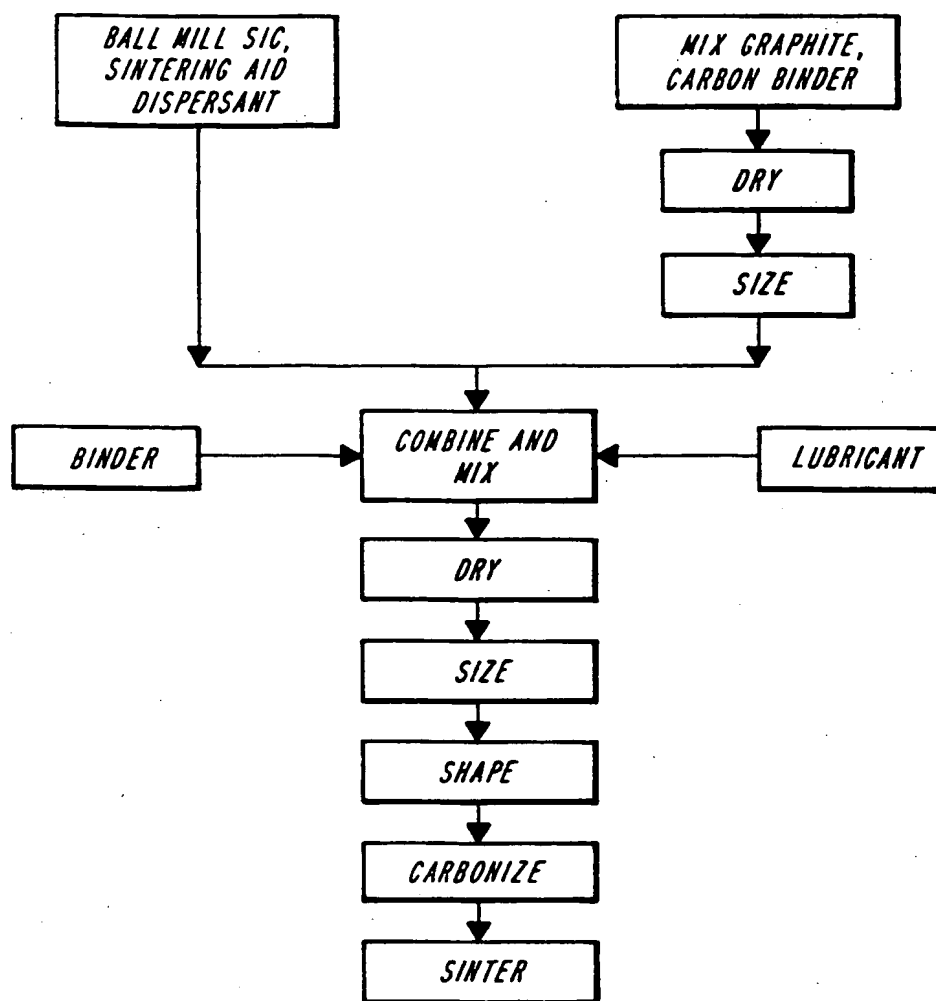 BALL MILL SIC,
SINTERING AID
DISPERSANT
MIX GRAPHITE,
CARBON BINDER
DRY
SIZE
BINDER
COMBINE AND
MIX
LUBRICANT
DRY
SIZE
SHAPE
CARBONIZE
SINTER